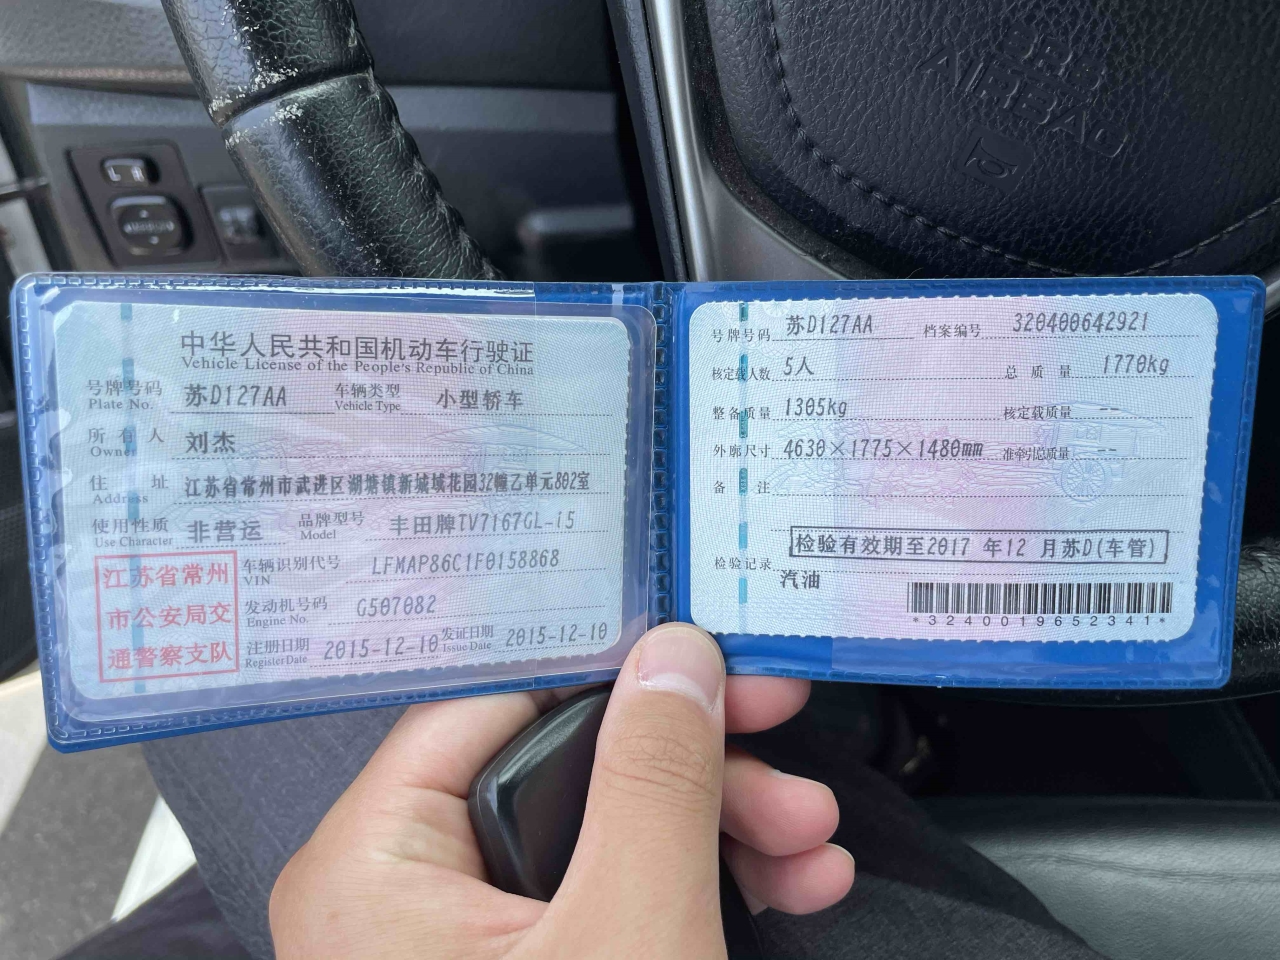 SRS
AIRBAG
L R
MIRROR
中华人民共和国机动车行驶证
Vehicle License of the People's Republic of China
号牌号码 苏D127AA 车辆类型 小型轿车
Plate No. Vehicle Type
所有人 刘杰
Owner
住址 江苏省常州市武进区湖塘镇新城域花园32幢乙单元802室
Address
使用性质 非营运 品牌型号 丰田牌TV7167GL-i5
Use Character Model
江苏省常州
市公安局交
通警察支队
车辆识别代号 LFMAP86C1F0158868
VIN
发动机号码 G507082
Engine No.
注册日期 2015-12-10 发证日期 2015-12-10
Register Date Issue Date
号牌号码 苏D127AA 档案编号 320400642921
核定载人数 5人 总质量 1770kg
整备质量 1305kg 核定载质量 --
外廓尺寸 4630×1775×1480mm 准牵引总质量 --
备注
检验有效期至2017 年12 月苏D(车管)
检验记录
汽油
*3240019652341*